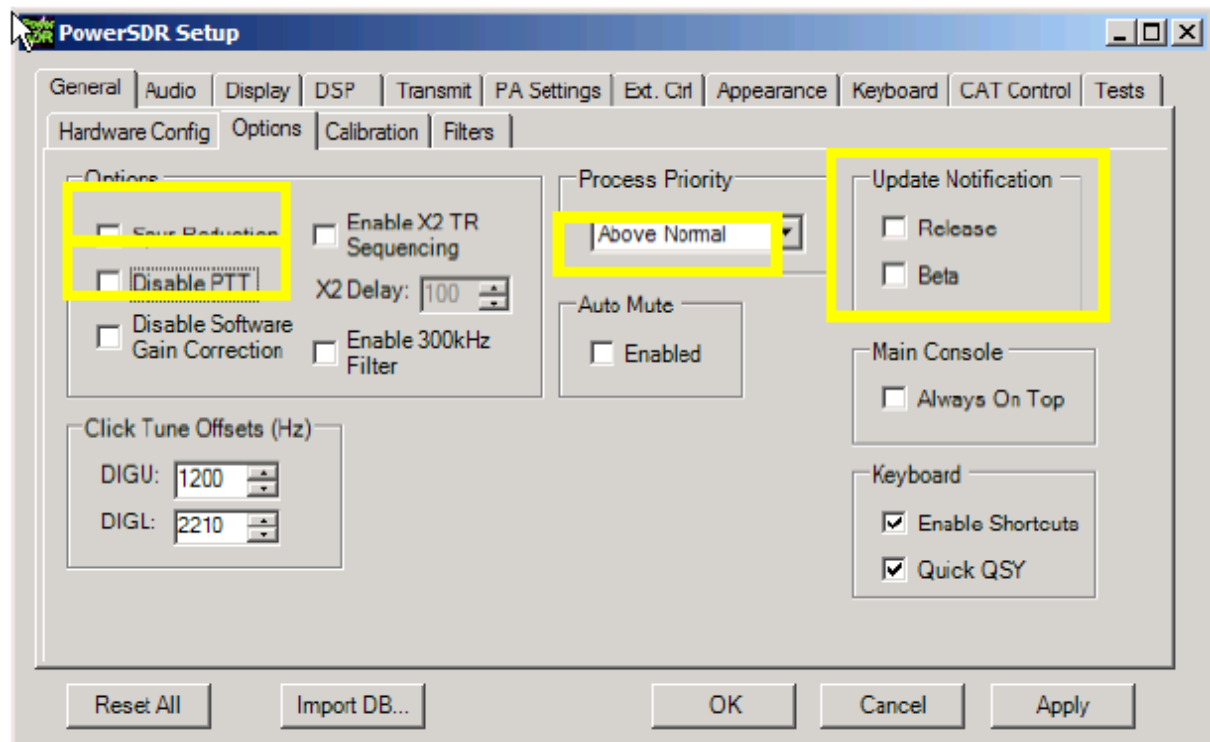 PowerSDR Setup
General Audio Display DSP Transmit PA Settings Ext. Ctrl Appearance Keyboard CAT Control Tests
Hardware Config Options Calibration Filters
Options
Spur Reduction
Disable PTT
Disable Software
Gain Correction
Enable X2 TR
Sequencing
X2 Delay: 100
Enable 300kHz
Filter
Process Priority
Above Normal
Auto Mute
Enabled
Update Notification
Release
Beta
Main Console
Always On Top
Click Tune Offsets (Hz)
DIGU: 1200
DIGL: 2210
Keyboard
Enable Shortcuts
Quick QSY
Reset All Import DB... OK Cancel Apply